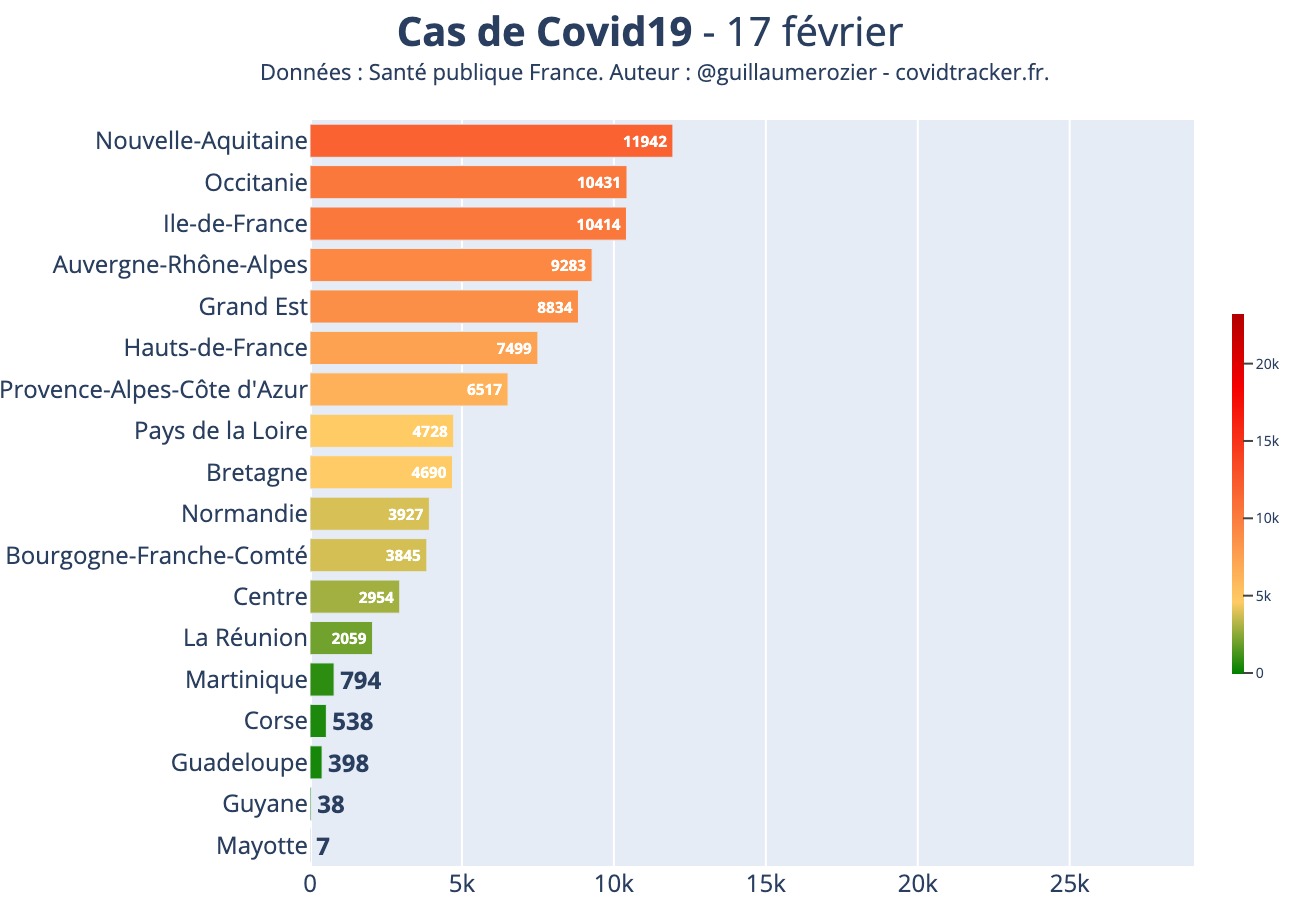 Cas de Covid19 - 17 février
Données : Santé publique France. Auteur : @guillaumerozier - covidtracker.fr.
Nouvelle-Aquitaine 11942
Occitanie 10431
Ile-de-France 10414
Auvergne-Rhône-Alpes 9283
Grand Est 8834
Hauts-de-France 7499
Provence-Alpes-Côte d'Azur 6517
Pays de la Loire 4728
Bretagne 4690
Normandie 3927
Bourgogne-Franche-Comté 3845
Centre 2954
La Réunion 2059
Martinique 794
Corse 538
Guadeloupe 398
Guyane 38
Mayotte 7
0 5k 10k 15k 20k 25k
20k
15k
10k
5k
0